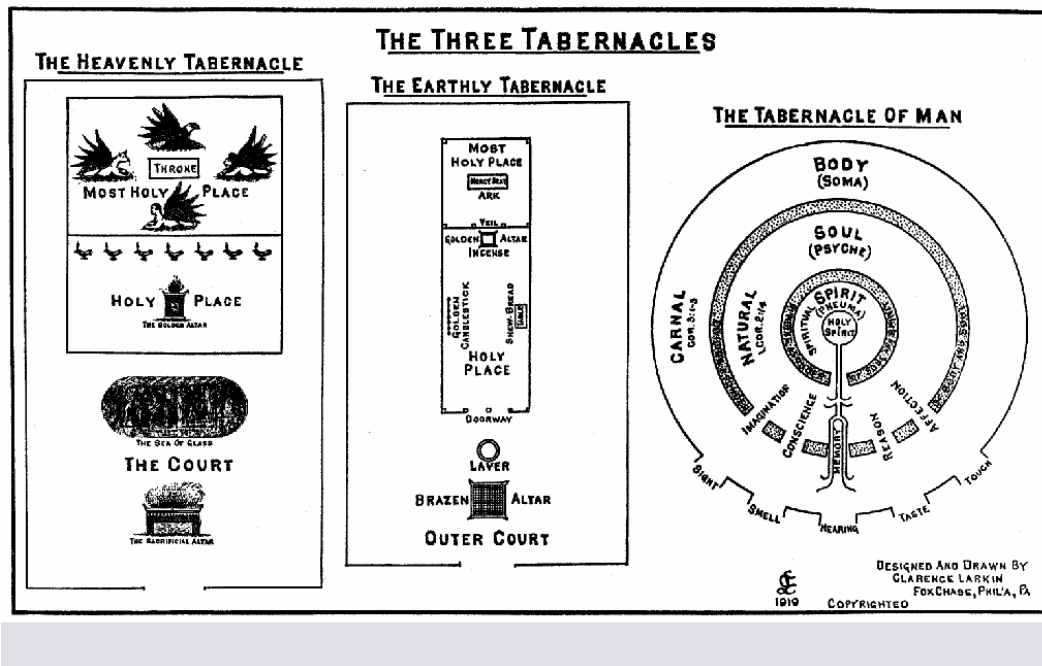 THE THREE TABERNACLES
THE HEAVENLY TABERNACLE
THRONE
MOST HOLY PLACE
HOLY PLACE
THE GOLDEN ALTAR
THE SEA OF GLASS
THE COURT
THE SACRIFICIAL ALTAR
THE EARTHLY TABERNACLE
MOST
HOLY PLACE
MERCY SEAT
ARK
VEIL
GOLDEN ALTAR
INCENSE
GOLDEN
CANDLESTICK
SHEW-BREAD
TABLE
HOLY
PLACE
DOORWAY
LAVER
BRAZEN ALTAR
OUTER COURT
THE TABERNACLE OF MAN
BODY
(SOMA)
SOUL
(PSYCHE)
SPIRIT
(PNEUMA)
HOLY
SPIRIT
CARNAL
COR. 3:1-3
NATURAL
I.COR. 2:14
SPIRITUAL
IMAGINATION
CONSCIENCE
MEMORY
REASON
AFFECTION
SIGHT
SMELL
HEARING
TASTE
TOUCH
DESIGNED AND DRAWN BY
CLARENCE LARKIN
FOX CHASE, PHIL'A, PA
1919
COPYRIGHTED